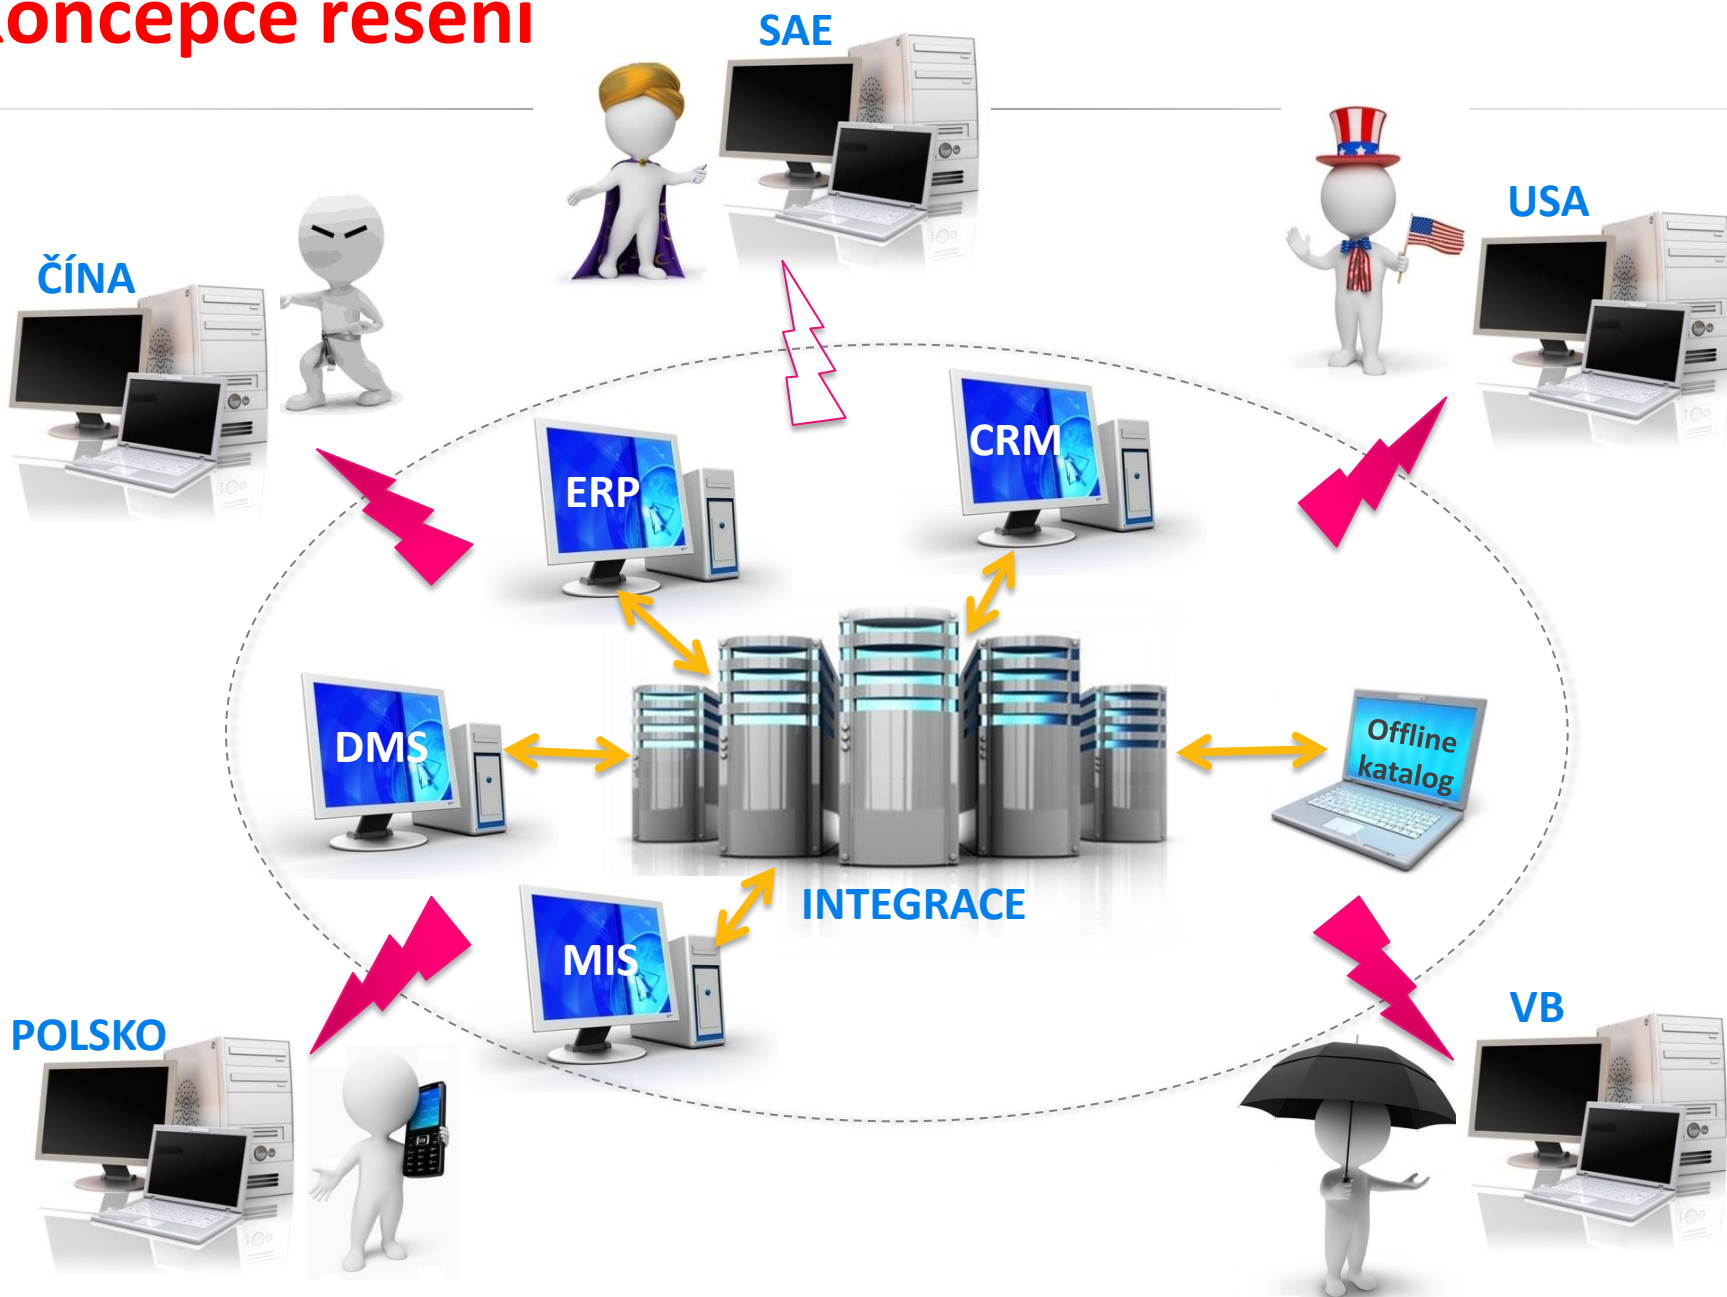 oncepce řešení
SAE
USA
ČÍNA
CRM
ERP
Offline
katalog
DMS
INTEGRACE
MIS
VB
POLSKO